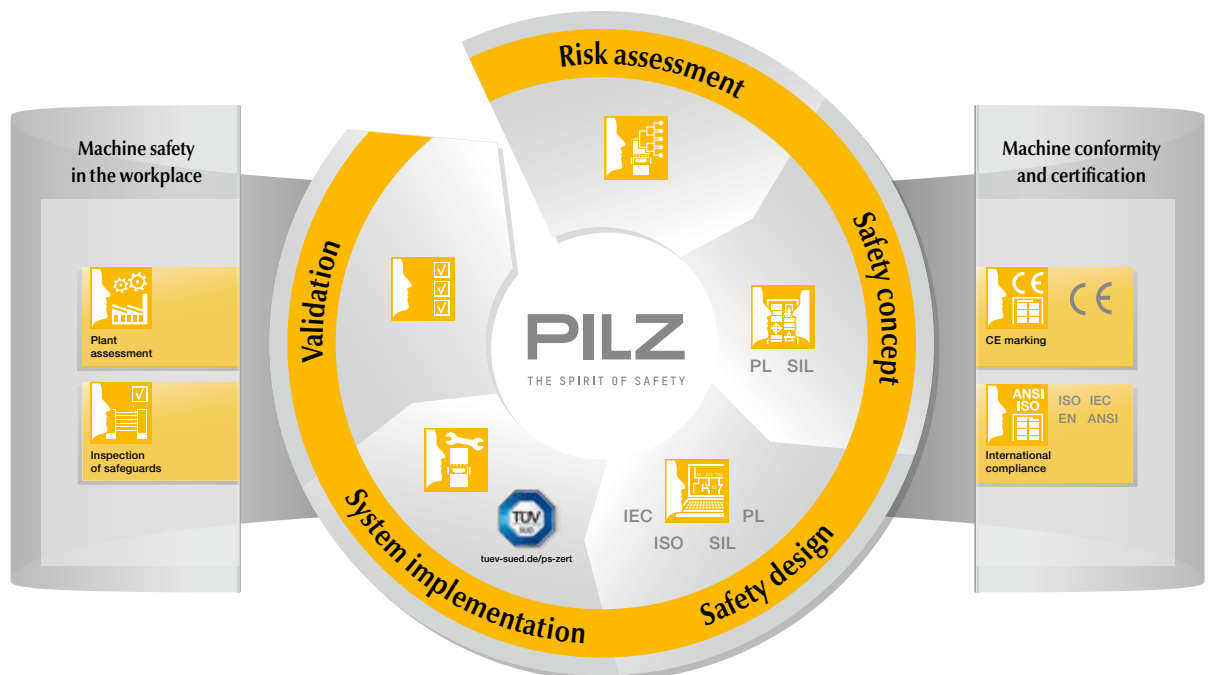 Risk assessment
Safety concept
PL SIL
Safety design
IEC
PL
ISO SIL
System implementation
TÜV
SÜD
tuev-sued.de/ps-zert
Validation
PILZ
THE SPIRIT OF SAFETY
Machine safety
in the workplace
Plant
assessment
Inspection
of safeguards
Machine conformity
and certification
CE
CE
CE marking
ANSI
ISO
ISO IEC
EN ANSI
International
compliance